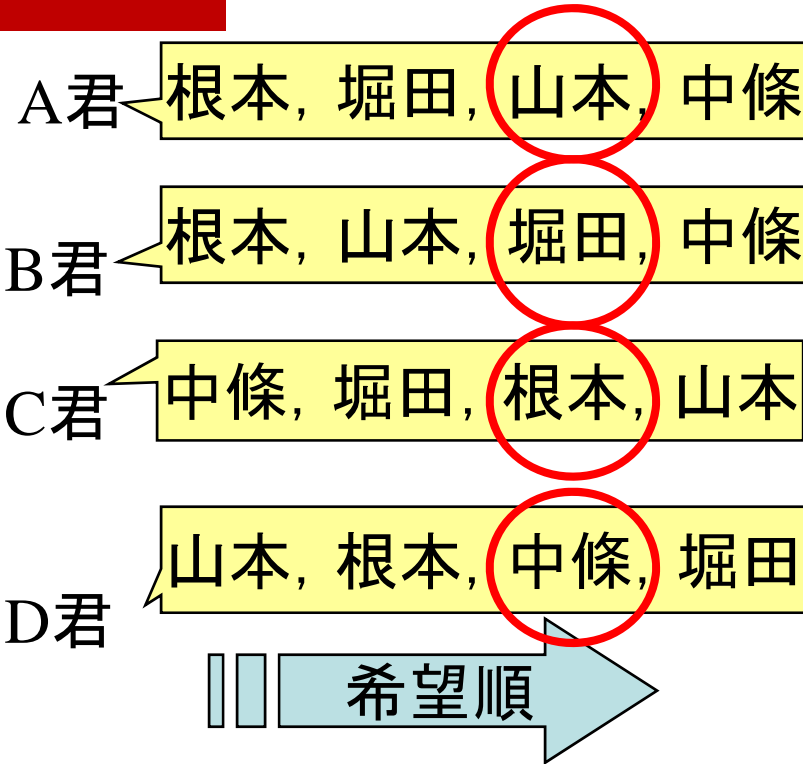 A君 根本, 堀田, 山本, 中條
B君 根本, 山本, 堀田, 中條
C君 中條, 堀田, 根本, 山本
D君 山本, 根本, 中條, 堀田
希望順